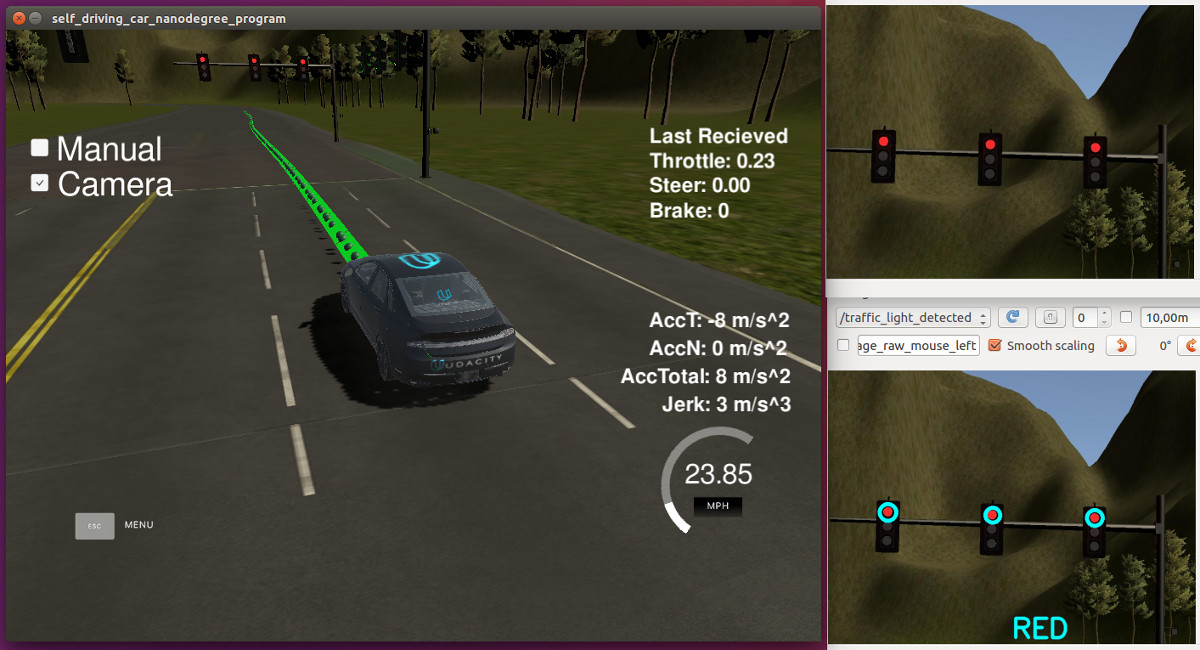 self_driving_car_nanodegree_program
Manual
Camera
Last Recieved
Throttle: 0.23
Steer: 0.00
Brake: 0
AccT: -8 m/s^2
AccN: 0 m/s^2
AccTotal: 8 m/s^2
Jerk: 3 m/s^3
UDACITY
23.85
MPH
ESC
MENU
/traffic_light_detected
0
10,00m
age_raw_mouse_left
Smooth scaling
0°
RED